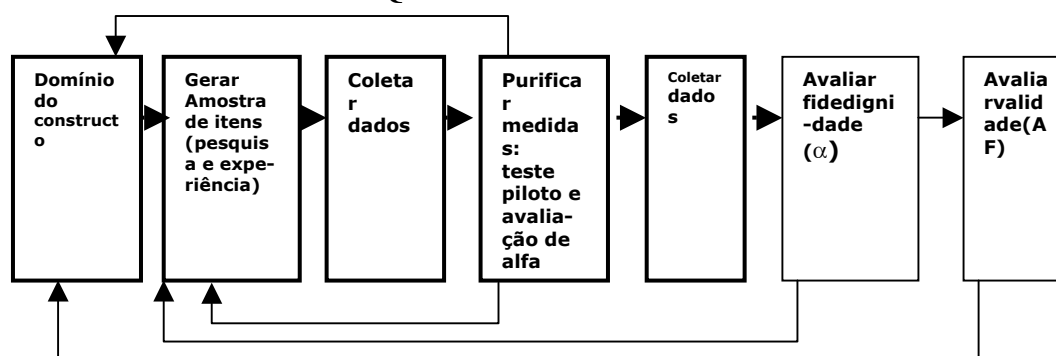 Domínio
do
construct
o
Gerar
Amostra
de itens
(pesquis
a e expe-
riência)
Coleta
r
dados
Purifica
r
medida
s:
teste
piloto e
avalia-
ção de
alfa
Coletar
dado
s
Avaliar
fidedigni
-dade
(α)
Avalia
rvalid
ade(A
F)